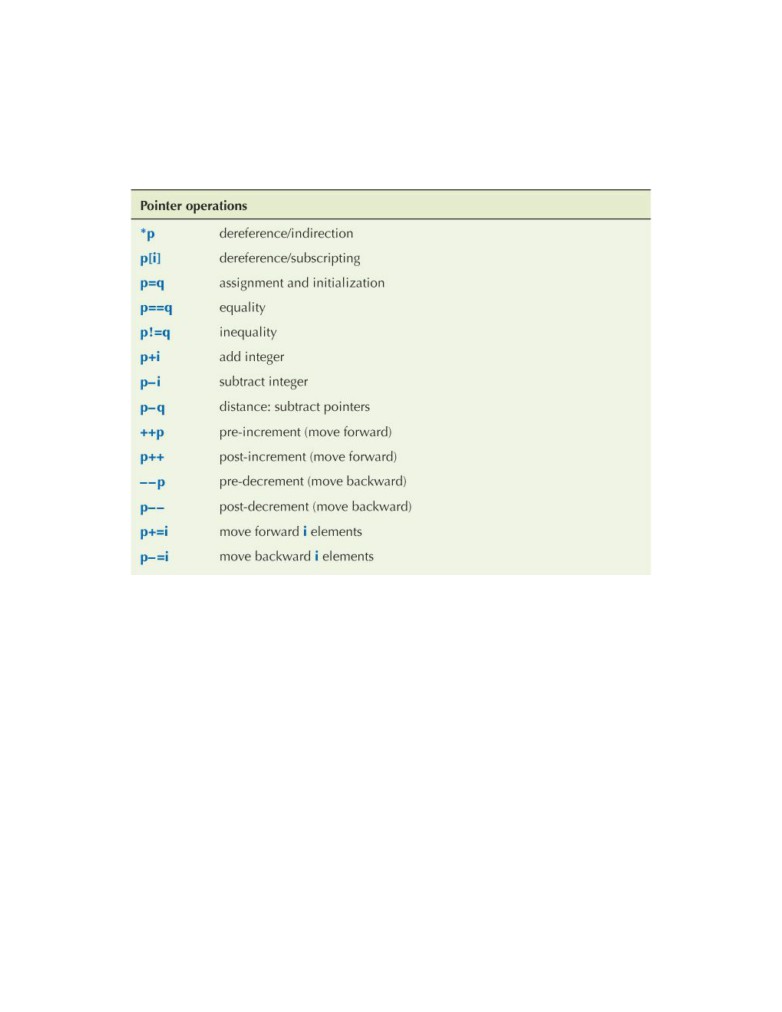 Pointer operations
*p dereference/indirection
p[i] dereference/subscripting
p=q assignment and initialization
p==q equality
p!=q inequality
p+i add integer
p–i subtract integer
p–q distance: subtract pointers
++p pre-increment (move forward)
p++ post-increment (move forward)
––p pre-decrement (move backward)
p–– post-decrement (move backward)
p+=i move forward i elements
p–=i move backward i elements